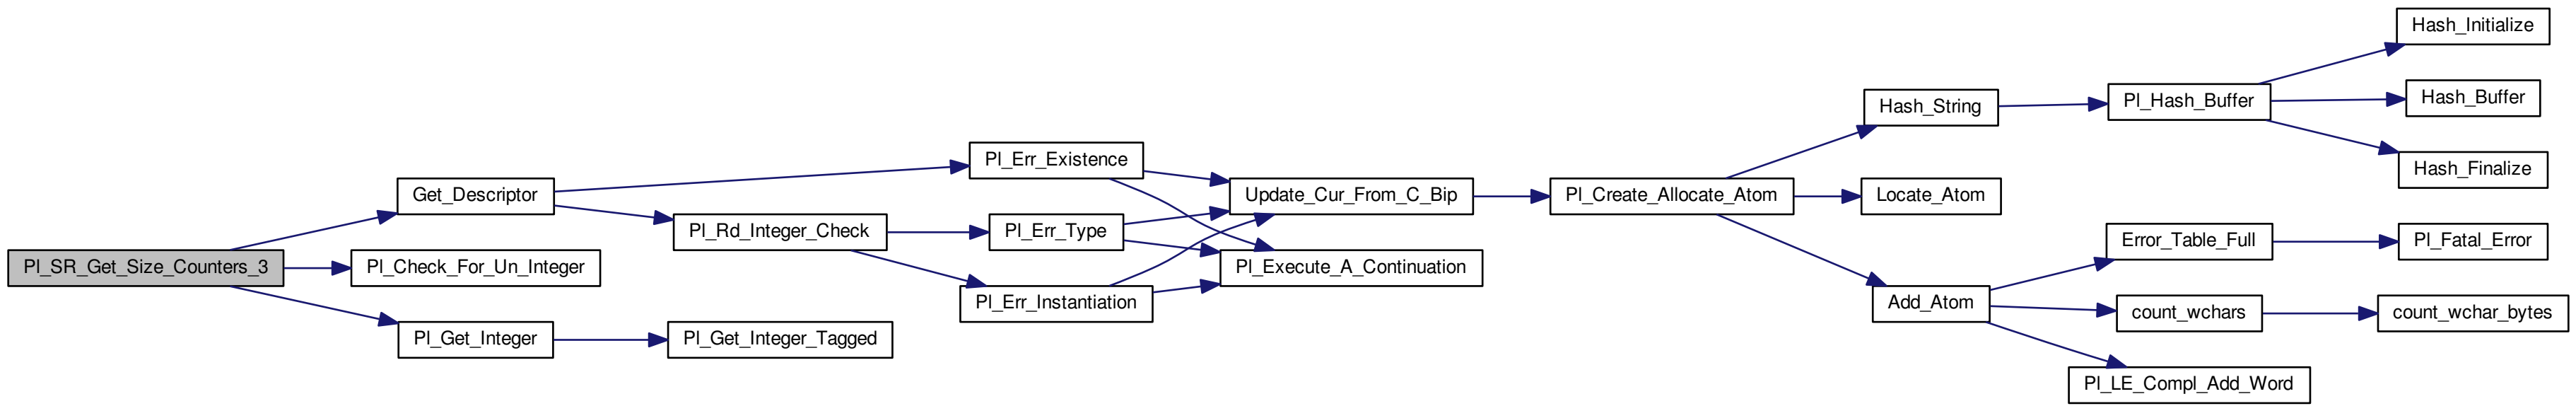 Pl_SR_Get_Size_Counters_3
Get_Descriptor
Pl_Check_For_Un_Integer
Pl_Get_Integer
Pl_Rd_Integer_Check
Pl_Get_Integer_Tagged
Pl_Err_Existence
Pl_Err_Type
Pl_Err_Instantiation
Update_Cur_From_C_Bip
Pl_Execute_A_Continuation
Pl_Create_Allocate_Atom
Hash_String
Locate_Atom
Add_Atom
Pl_Hash_Buffer
Error_Table_Full
count_wchars
Pl_LE_Compl_Add_Word
Hash_Initialize
Hash_Buffer
Hash_Finalize
Pl_Fatal_Error
count_wchar_bytes